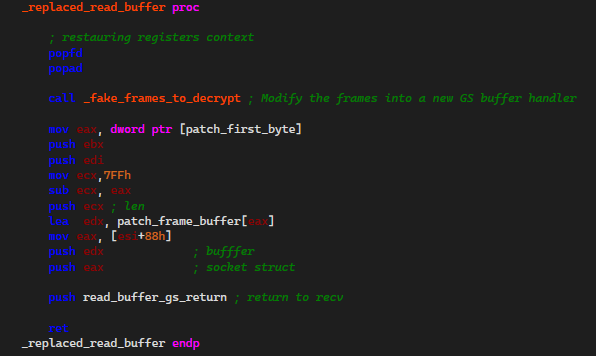 _replaced_read_buffer proc
; restauring registers context
popfd
popad
call _fake_frames_to_decrypt ; Modify the frames into a new GS buffer handler
mov eax, dword ptr [patch_first_byte]
push ebx
push edi
mov ecx,7FFh
sub ecx, eax
push ecx ; len
lea edx, patch_frame_buffer[eax]
mov eax, [esi+88h]
push edx ; bufffer
push eax ; socket struct
push read_buffer_gs_return ; return to recv
ret
_replaced_read_buffer endp